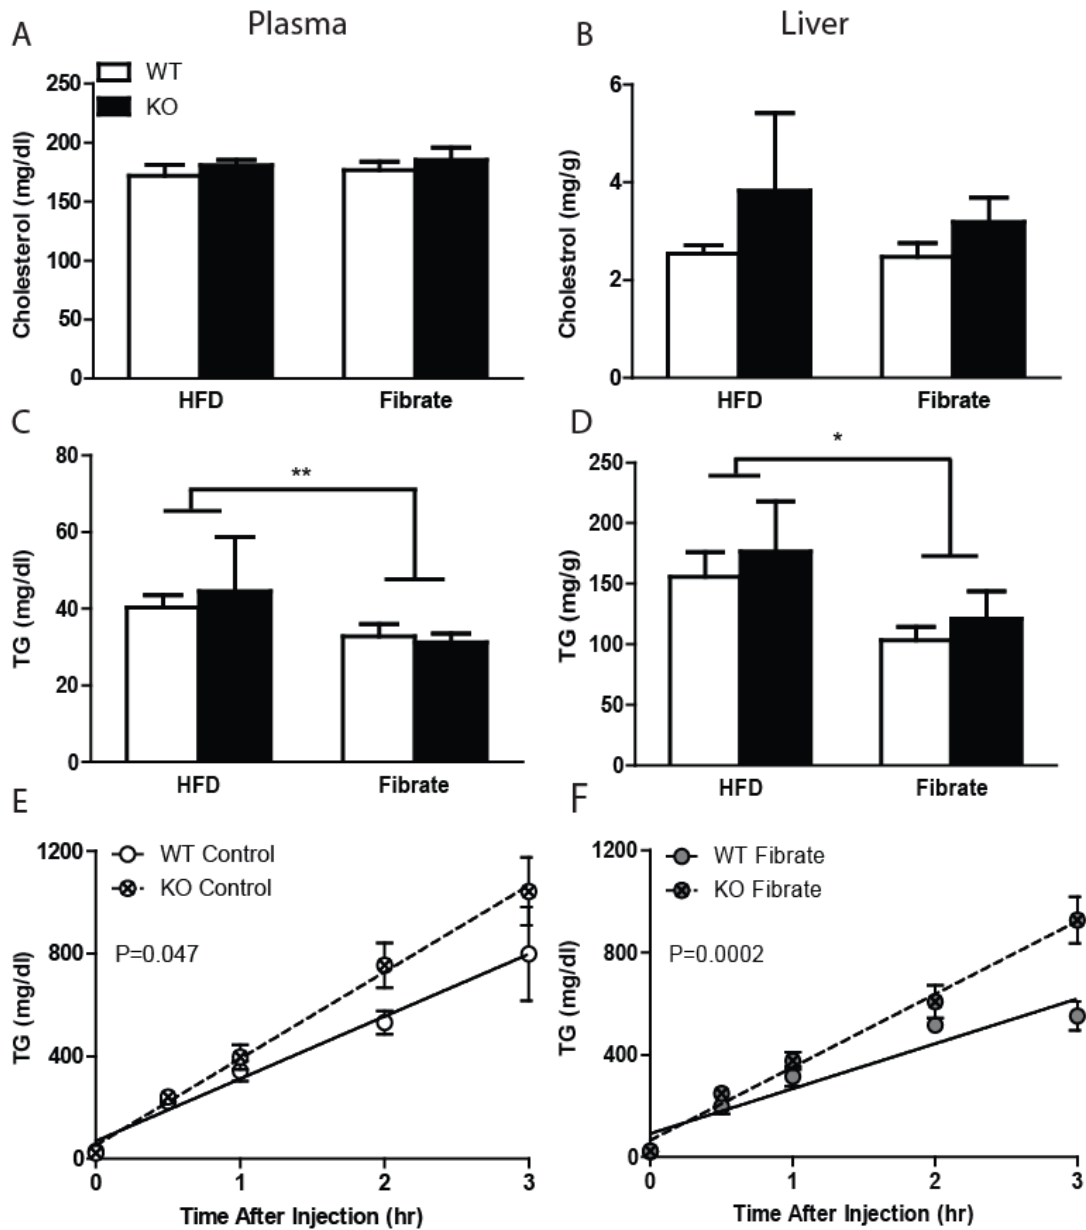 A
Plasma
B
Liver
WT
KO
250
200
150
100
50
0
Cholesterol (mg/dl)
HFD
Fibrate
6
4
2
0
Cholestrol (mg/g)
HFD
Fibrate
C
80
60
40
20
0
TG (mg/dl)
**
HFD
Fibrate
D
250
200
150
100
50
0
TG (mg/g)
*
HFD
Fibrate
E
1200
800
400
0
TG (mg/dl)
WT Control
KO Control
P=0.047
0
1
2
3
Time After Injection (hr)
F
1200
800
400
0
TG (mg/dl)
WT Fibrate
KO Fibrate
P=0.0002
0
1
2
3
Time After Injection (hr)